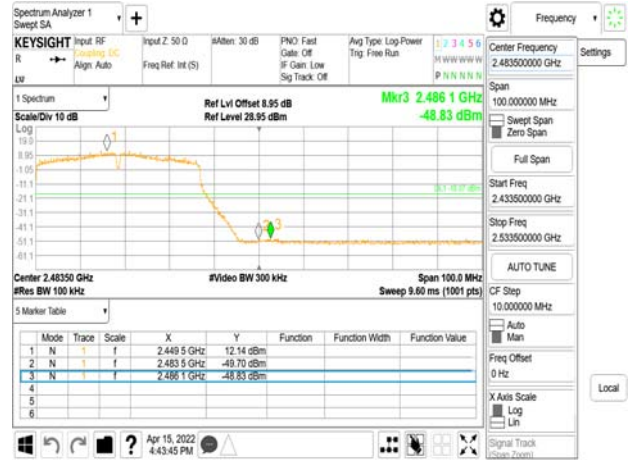 Spectrum Analyzer 1
Swept SA
+
Frequency
KEYSIGHT
R
Input: RF
Coupling: DC
Align: Auto
Input Z: 50 Ω
Freq Ref: Int (S)
#Atten: 30 dB
PNO: Fast
Gate: Off
IF Gain: Low
Sig Track: Off
Avg Type: Log-Power
Trig: Free Run
1 2 3 4 5 6
M W W W W W
P N N N N N
1 Spectrum
Scale/Div 10 dB
Ref Lvl Offset 8.95 dB
Ref Level 28.95 dBm
Mkr3 2.486 1 GHz
-48.83 dBm
Log
19.0
8.95
-1.05
-11.1
-21.1
-31.1
-41.1
-51.1
-61.1
1
3
Center 2.48350 GHz
#Res BW 100 kHz
#Video BW 300 kHz
Span 100.0 MHz
Sweep 9.60 ms (1001 pts)
5 Marker Table
Mode Trace Scale X Y Function Function Width Function Value
1 N 1 f 2.449 5 GHz 12.14 dBm
2 N 1 f 2.483 5 GHz -49.70 dBm
3 N 1 f 2.486 1 GHz -48.83 dBm
4
5
6
?
Apr 15, 2022
4:43:45 PM
Center Frequency
2.483500000 GHz
Settings
Span
100.000000 MHz
Swept Span
Zero Span
Full Span
Start Freq
2.433500000 GHz
Stop Freq
2.533500000 GHz
AUTO TUNE
CF Step
10.000000 MHz
Auto
Man
Freq Offset
0 Hz
X Axis Scale
Log
Lin
Local
Signal Track
(Span Zoom)